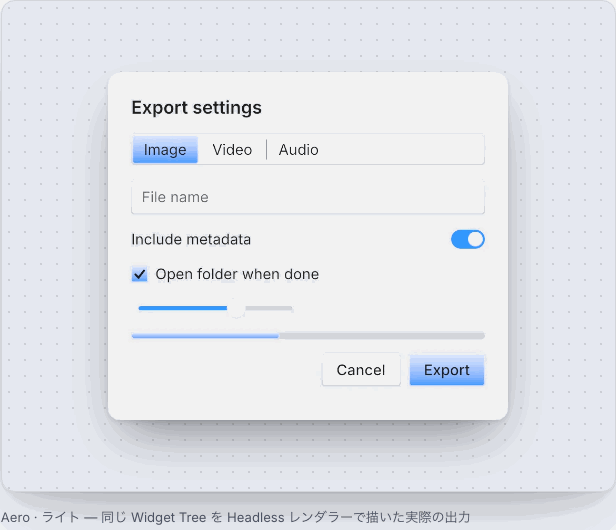 Export settings
Image Video Audio
File name
Include metadata
Open folder when done
Cancel Export
Aero · ライト — 同じ Widget Tree を Headless レンダラーで描いた実際の出力